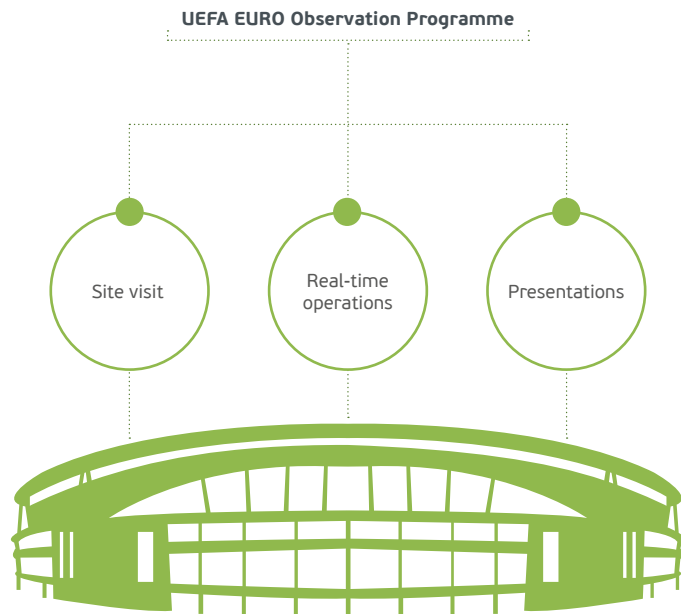 UEFA EURO Observation Programme
Site visit
Real-time
operations
Presentations